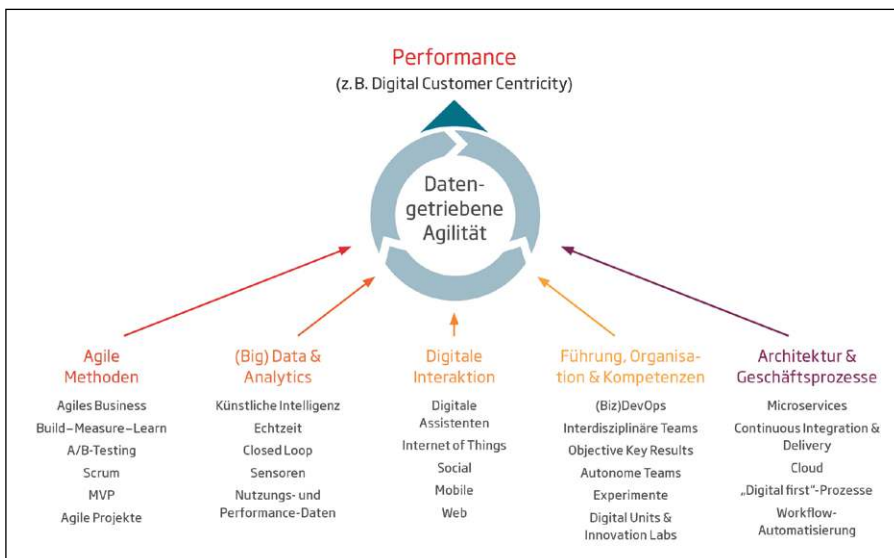 Performance
(z. B. Digital Customer Centricity)
Daten-
getriebene
Agilität
Agile
Methoden
Agiles Business
Build–Measure–Learn
A/B-Testing
Scrum
MVP
Agile Projekte
(Big) Data &
Analytics
Künstliche Intelligenz
Echtzeit
Closed Loop
Sensoren
Nutzungs- und
Performance-Daten
Digitale
Interaktion
Digitale
Assistenten
Internet of Things
Social
Mobile
Web
Führung, Organisa-
tion & Kompetenzen
(Biz)DevOps
Interdisziplinäre Teams
Objective Key Results
Autonome Teams
Experimente
Digital Units &
Innovation Labs
Architektur &
Geschäftsprozesse
Microservices
Continuous Integration &
Delivery
Cloud
„Digital first“-Prozesse
Workflow-
Automatisierung